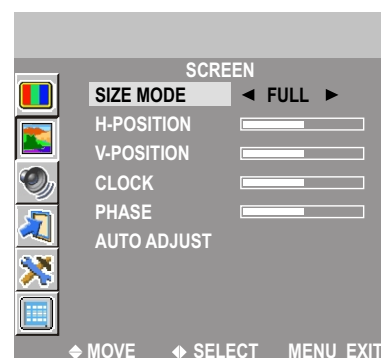 SCREEN
SIZE MODE ◄ FULL ►
H-POSITION
V-POSITION
CLOCK
PHASE
AUTO ADJUST
MOVE SELECT MENU EXIT